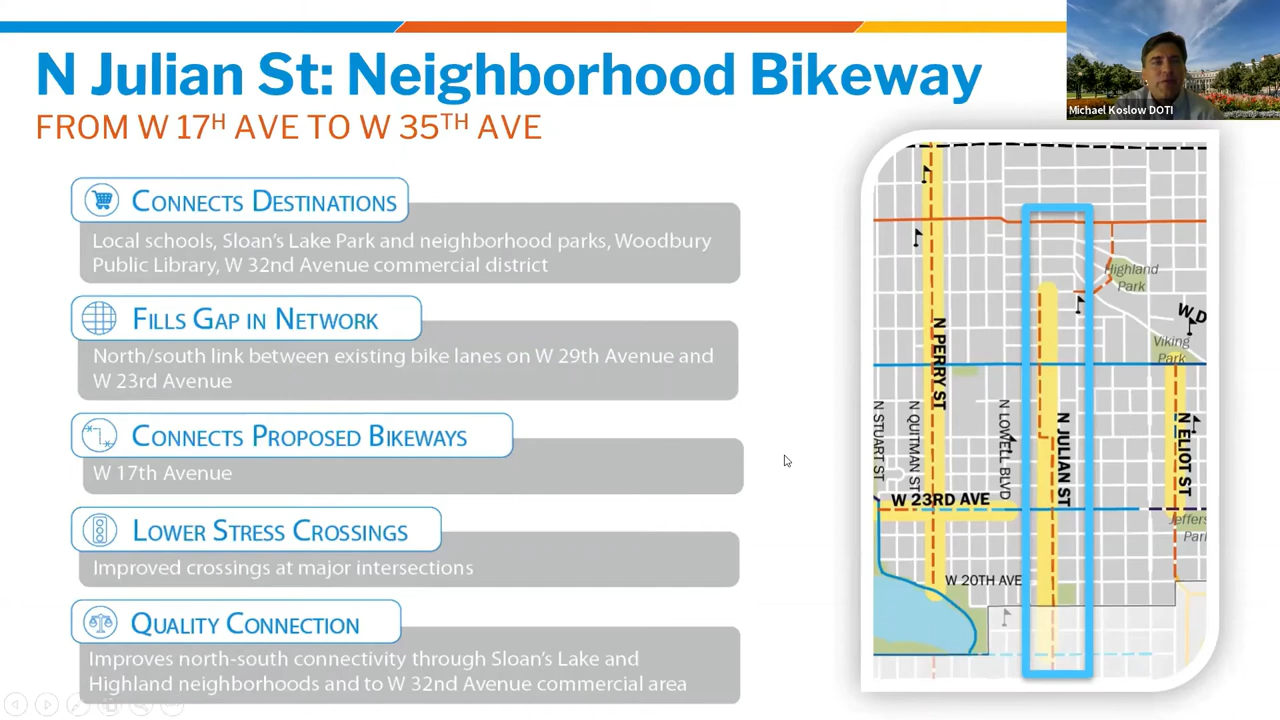 N Julian St: Neighborhood Bikeway
FROM W 17H AVE TO W 35TH AVE
Michael Koslow DOTI
CONNECTS DESTINATIONS
Local schools, Sloan's Lake Park and neighborhood parks, Woodbury
Public Library, W 32nd Avenue commercial district
FILLS GAP IN NETWORK
North/south link between existing bike lanes on W 29th Avenue and
W 23rd Avenue
CONNECTS PROPOSED BIKEWAYS
W 17th Avenue
LOWER STRESS CROSSINGS
Improved crossings at major intersections
QUALITY CONNECTION
Improves north-south connectivity through Sloan's Lake and
Highland neighborhoods and to W 32nd Avenue commercial area
Highland
Park
W D
Viking
Park
N PERRY ST
N STUART ST
N QUITMAN ST
N LOWELL BLVD
N JULIAN ST
N ELIOT ST
W 23RD AVE
Jeffers
Par
W 20TH AVE